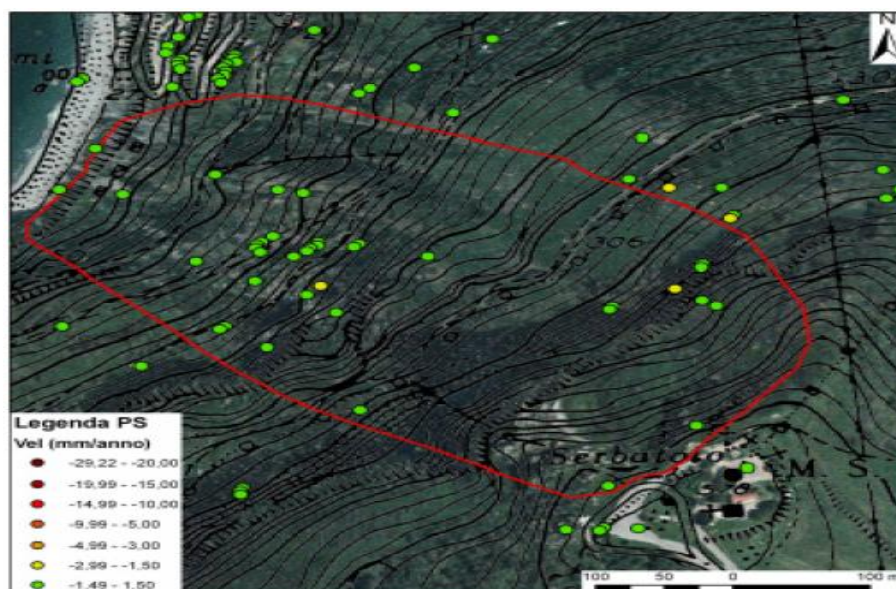 N
mi
306
Serbatoio
M. S.
Legenda PS
Vel (mm/anno)
-29,22 - -20,00
-19,99 - -15,00
-14,99 - -10,00
-9,99 - -5,00
-4,99 - -3,00
-2,99 - -1,50
-1,49 - 1,50
100 50 0 100 m